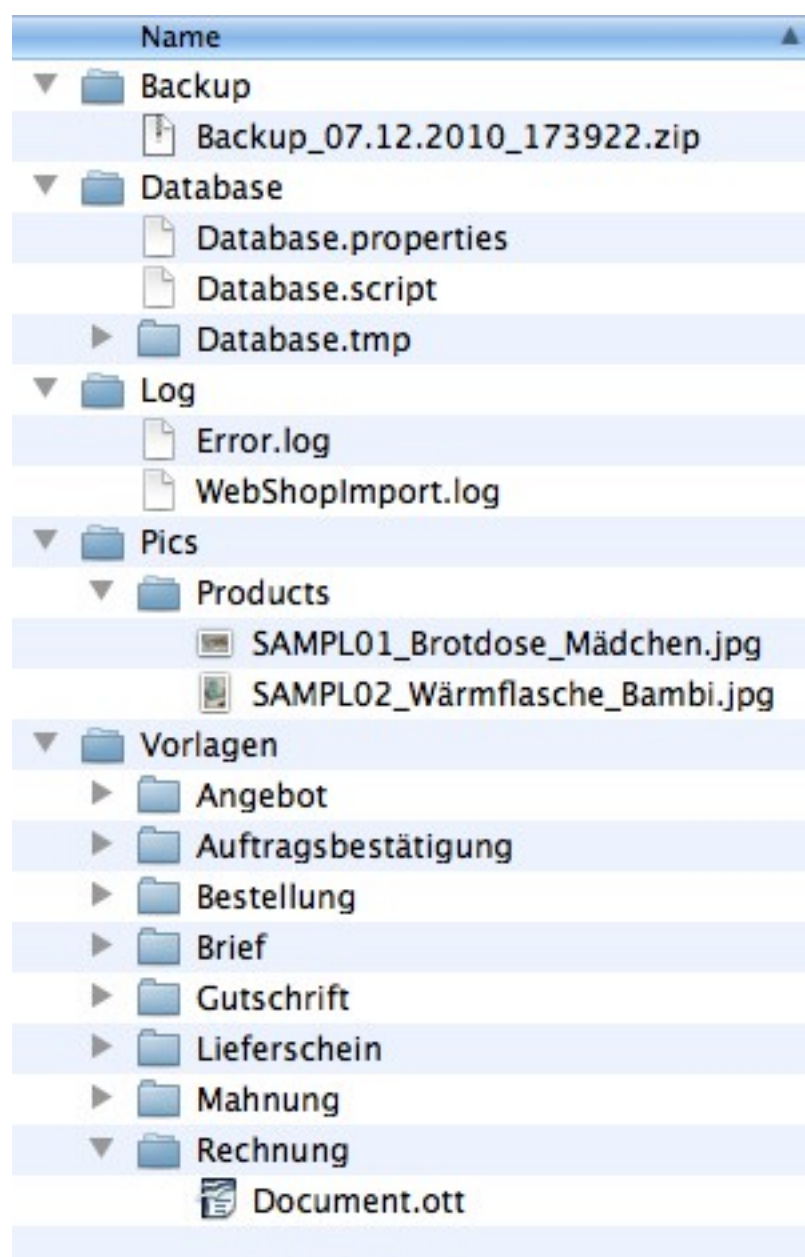 Name
Backup
Backup_07.12.2010_173922.zip
Database
Database.properties
Database.script
Database.tmp
Log
Error.log
WebShopImport.log
Pics
Products
SAMPL01_Brotdose_Mädchen.jpg
SAMPL02_Wärmflasche_Bambi.jpg
Vorlagen
Angebot
Auftragsbestätigung
Bestellung
Brief
Gutschrift
Lieferschein
Mahnung
Rechnung
Document.ott